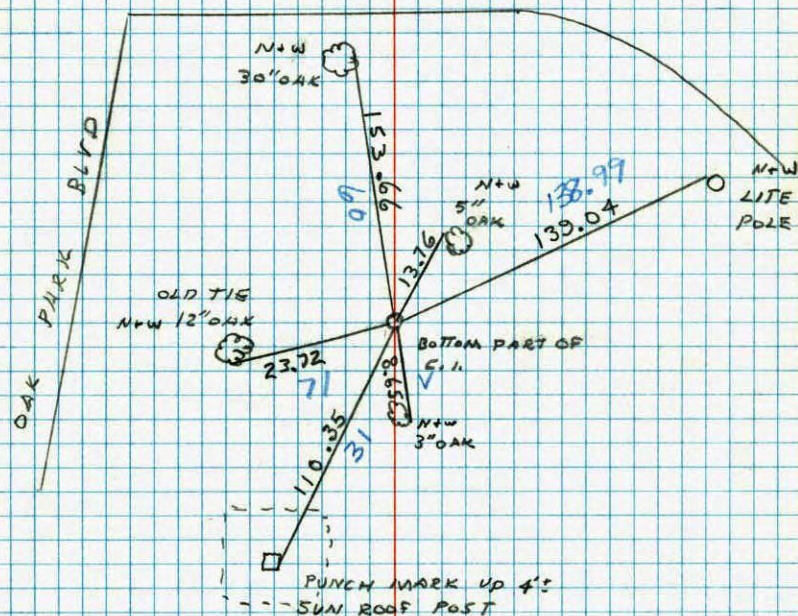 N+W
30" OAK
OAK PARK BLVD
153.66
60
N+W
5"
OAK
13.76
138.99
139.04
N+W
LITE
POLE
OLD TIE
N+W 12" OAK
23.72
71
BOTTOM PART OF
C.I.
8.65
✓
N+W
3" OAK
110.35
31
PUNCH MARK UP 4'±
SUN ROOF POST